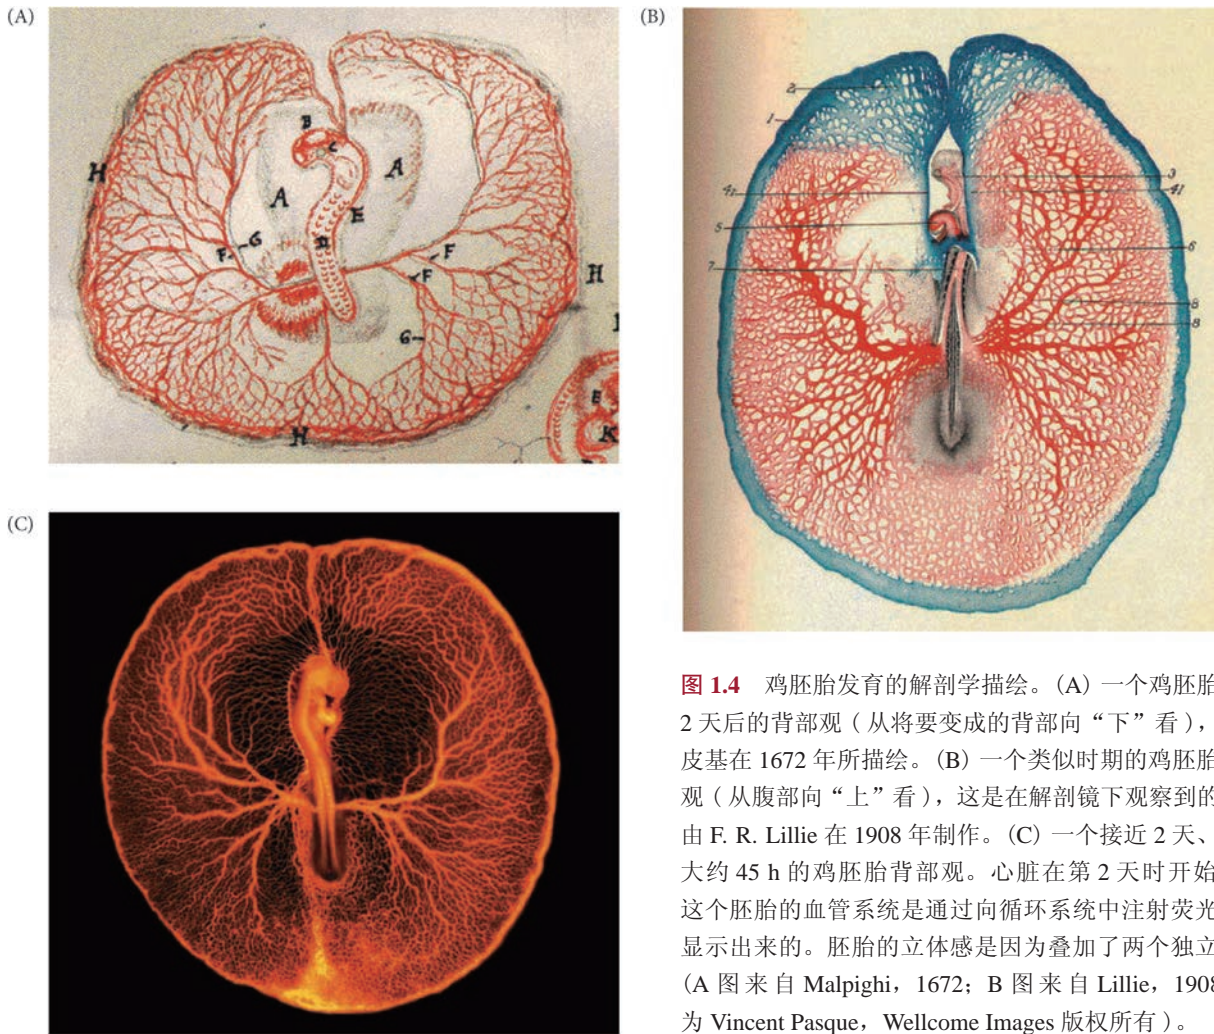 (A)
B
C
A
A
E
D
F
G
F
F
G
H
H
H
E
K
(B)
1
2
3
4r
4l
5
6
7
8
8
(C)
图 1.4 鸡胚胎发育的解剖学描绘。(A) 一个鸡胚胎
2 天后的背部观（从将要变成的背部向“下”看），
皮基在 1672 年所描绘。(B) 一个类似时期的鸡胚胎
观（从腹部向“上”看），这是在解剖镜下观察到的
由 F. R. Lillie 在 1908 年制作。(C) 一个接近 2 天、
大约 45 h 的鸡胚胎背部观。心脏在第 2 天时开始
这个胚胎的血管系统是通过向循环系统中注射荧光
显示出来的。胚胎的立体感是因为叠加了两个独立
(A 图来自 Malpighi，1672；B 图来自 Lillie，1908
为 Vincent Pasque，Wellcome Images 版权所有）。